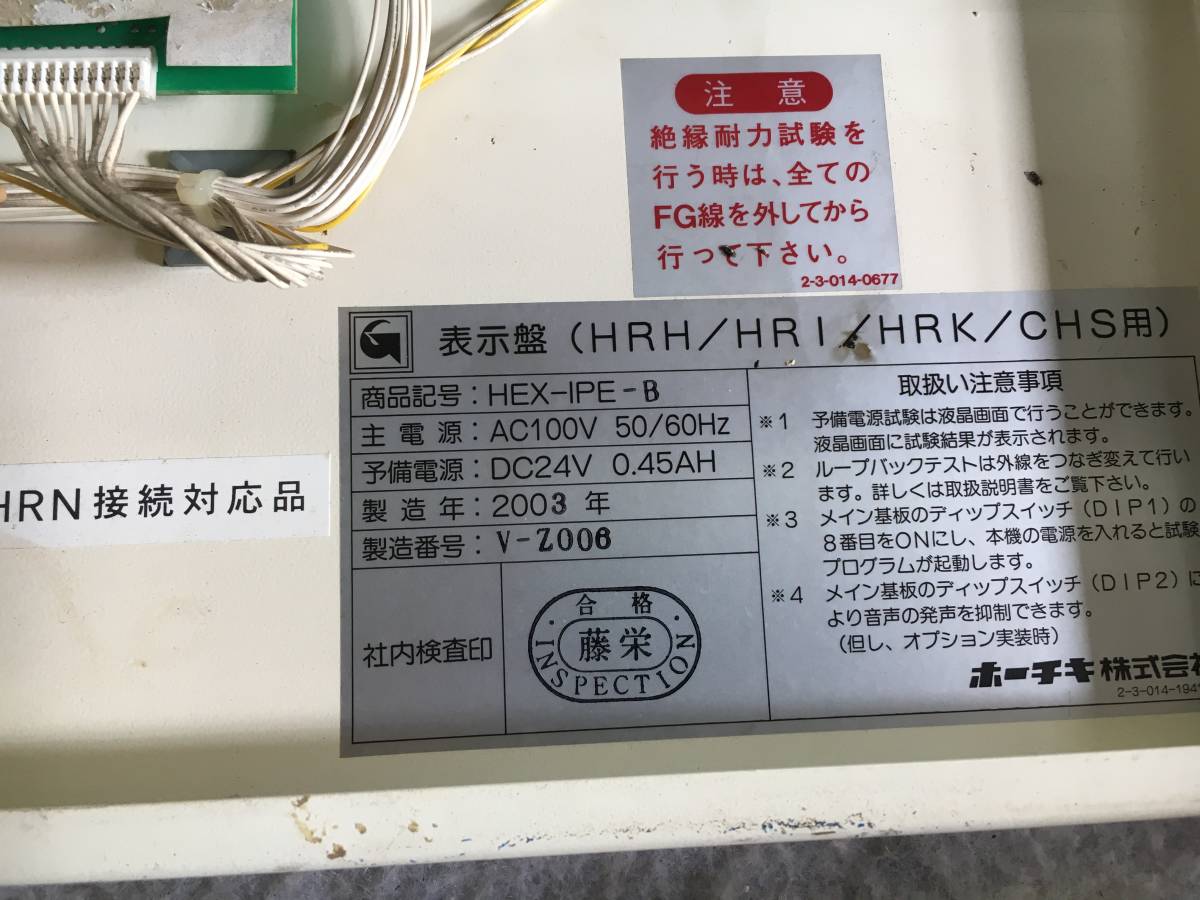 注 意
絶縁耐力試験を
行う時は、全ての
FG線を外してから
行って下さい。
2-3-014-0677
表示盤（HRH/HRI/HRK/CHS用）
商品記号：HEX-IPE-B
主 電 源：AC100V 50/60Hz
予備電源：DC24V 0.45AH
製 造 年：2003年
製造番号：V-Z006
社内検査印
合 格
藤栄
INSPECTION
取扱い注意事項
※1 予備電源試験は液晶画面で行うことができます。
液晶画面に試験結果が表示されます。
※2 ループバックテストは外線をつなぎ変えて行い
ます。詳しくは取扱説明書をご覧下さい。
※3 メイン基板のディップスイッチ（DIP1）の
8番目をONにし、本機の電源を入れると試験
プログラムが起動します。
※4 メイン基板のディップスイッチ（DIP2）に
より音声の発声を抑制できます。
（但し、オプション実装時）
ホーチキ株式会社
2-3-014-194
HRN接続対応品